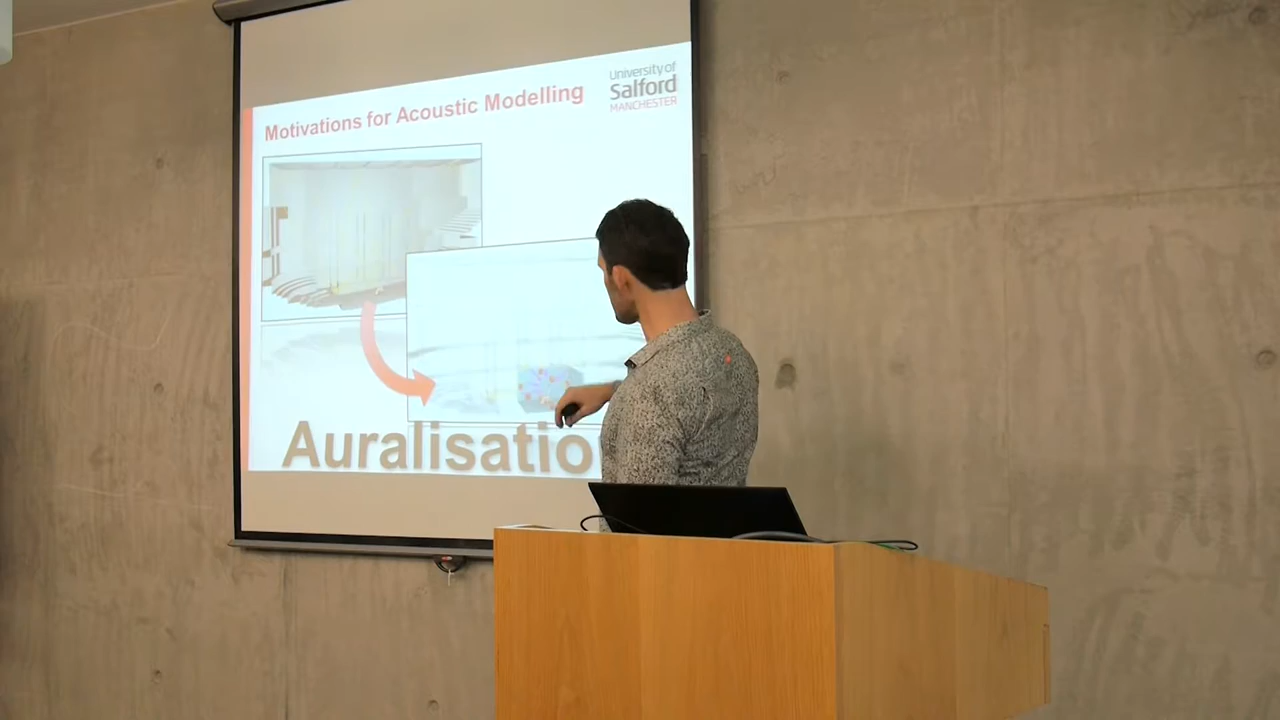 University of
Salford
MANCHESTER
Motivations for Acoustic Modelling
Auralisatio